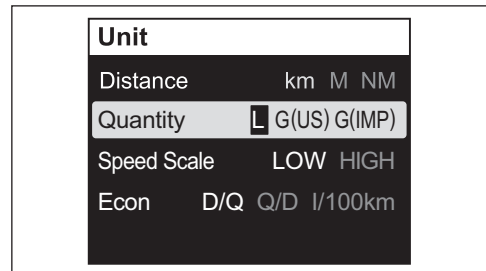 Unit
Distance km M NM
Quantity L G(US) G(IMP)
Speed Scale LOW HIGH
Econ D/Q Q/D l/100km